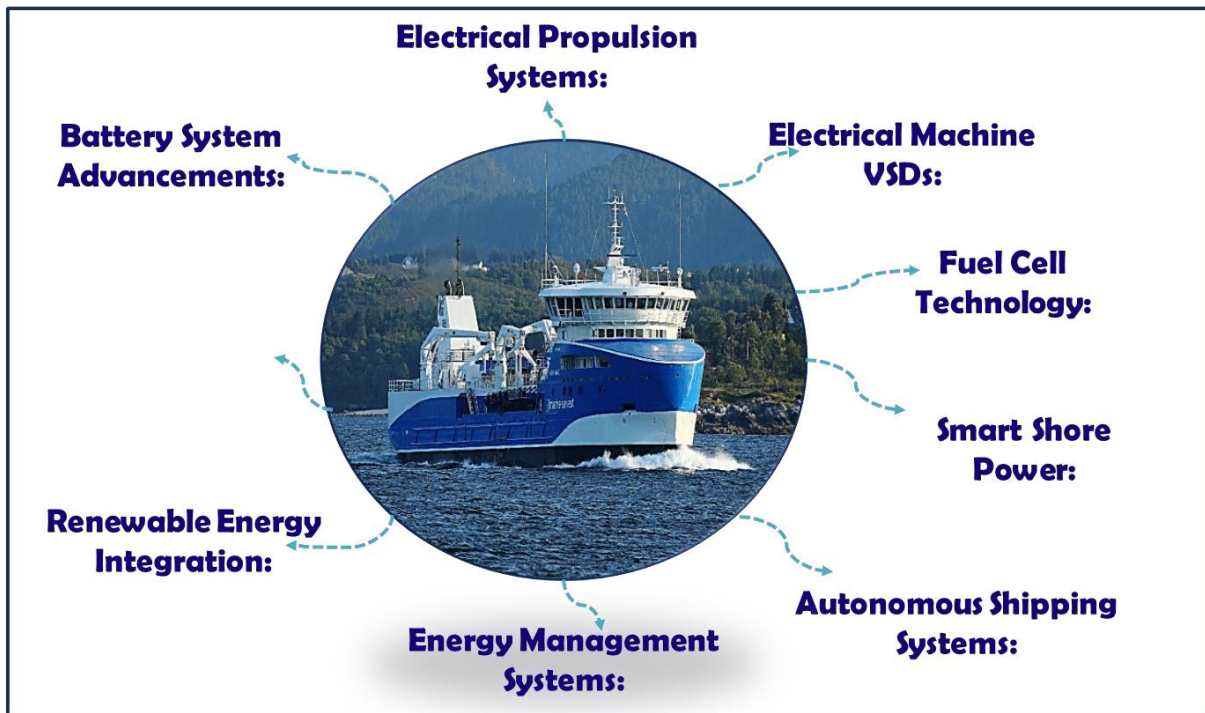 Electrical Propulsion
Systems:
Battery System
Advancements:
Electrical Machine
VSDs:
Fuel Cell
Technology:
Smart Shore
Power:
Renewable Energy
Integration:
Autonomous Shipping
Systems:
Energy Management
Systems: